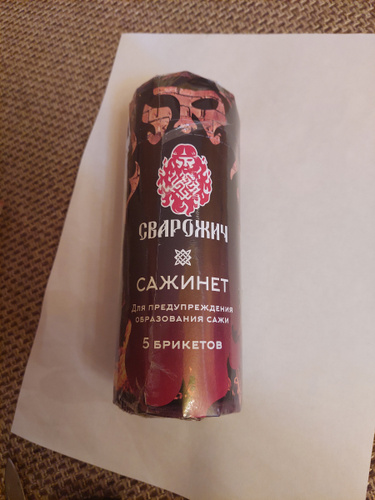 СВАРОЖИЧ
САЖИНЕТ
Для предупреждения
образования сажи
5 брикетов